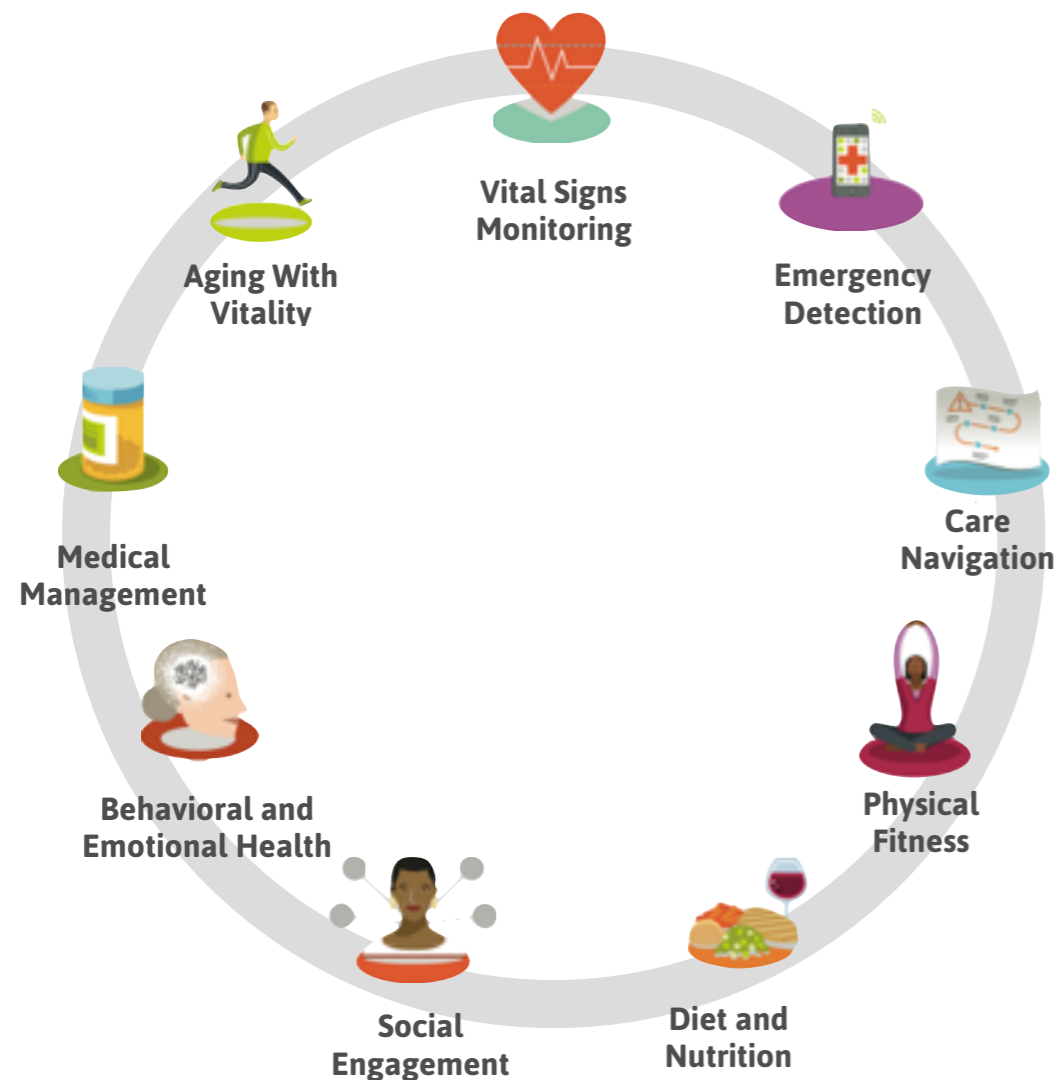 Vital Signs
Monitoring
Emergency
Detection
Care
Navigation
Physical
Fitness
Diet and
Nutrition
Social
Engagement
Behavioral and
Emotional Health
Medical
Management
Aging With
Vitality